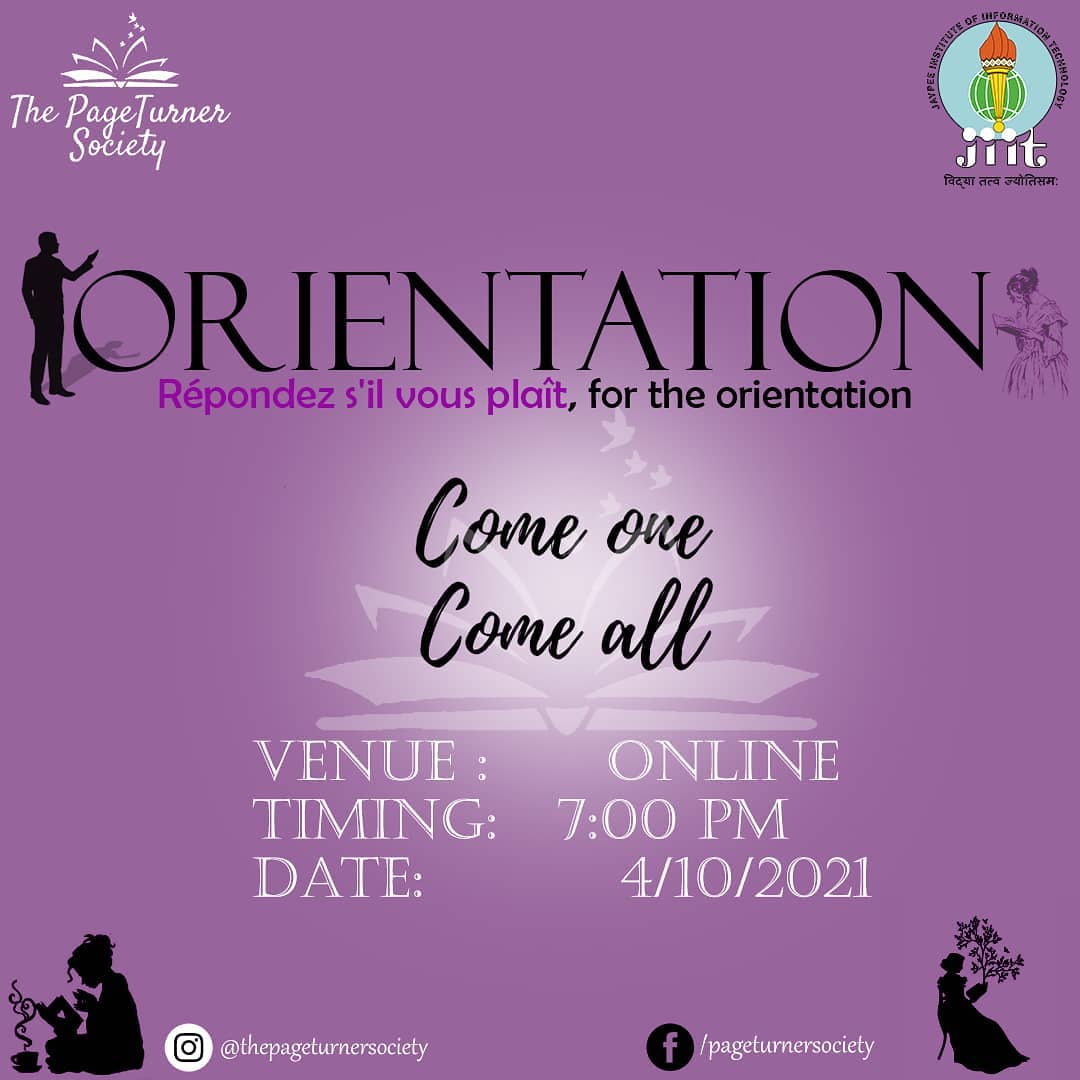 The PageTurner
Society
JAYPEE INSTITUTE OF INFORMATION TECHNOLOGY
jiit
विद्या तत्व ज्योतिसम:
ORIENTATION
Répondez s'il vous plaît, for the orientation
Come one
Come all
VENUE : ONLINE
TIMING: 7:00 PM
DATE: 4/10/2021
@thepageturnersociety
/pageturnersociety